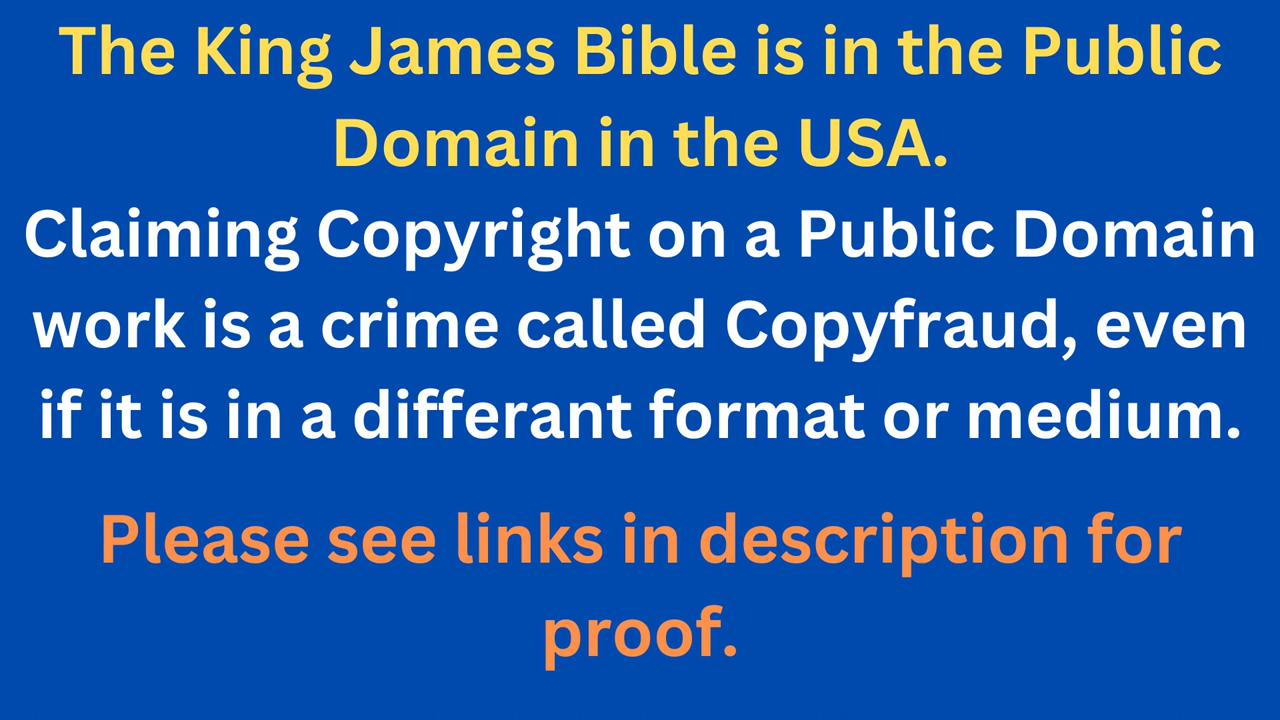 The King James Bible is in the Public
Domain in the USA.
Claiming Copyright on a Public Domain
work is a crime called Copyfraud, even
if it is in a differant format or medium.
Please see links in description for
proof.